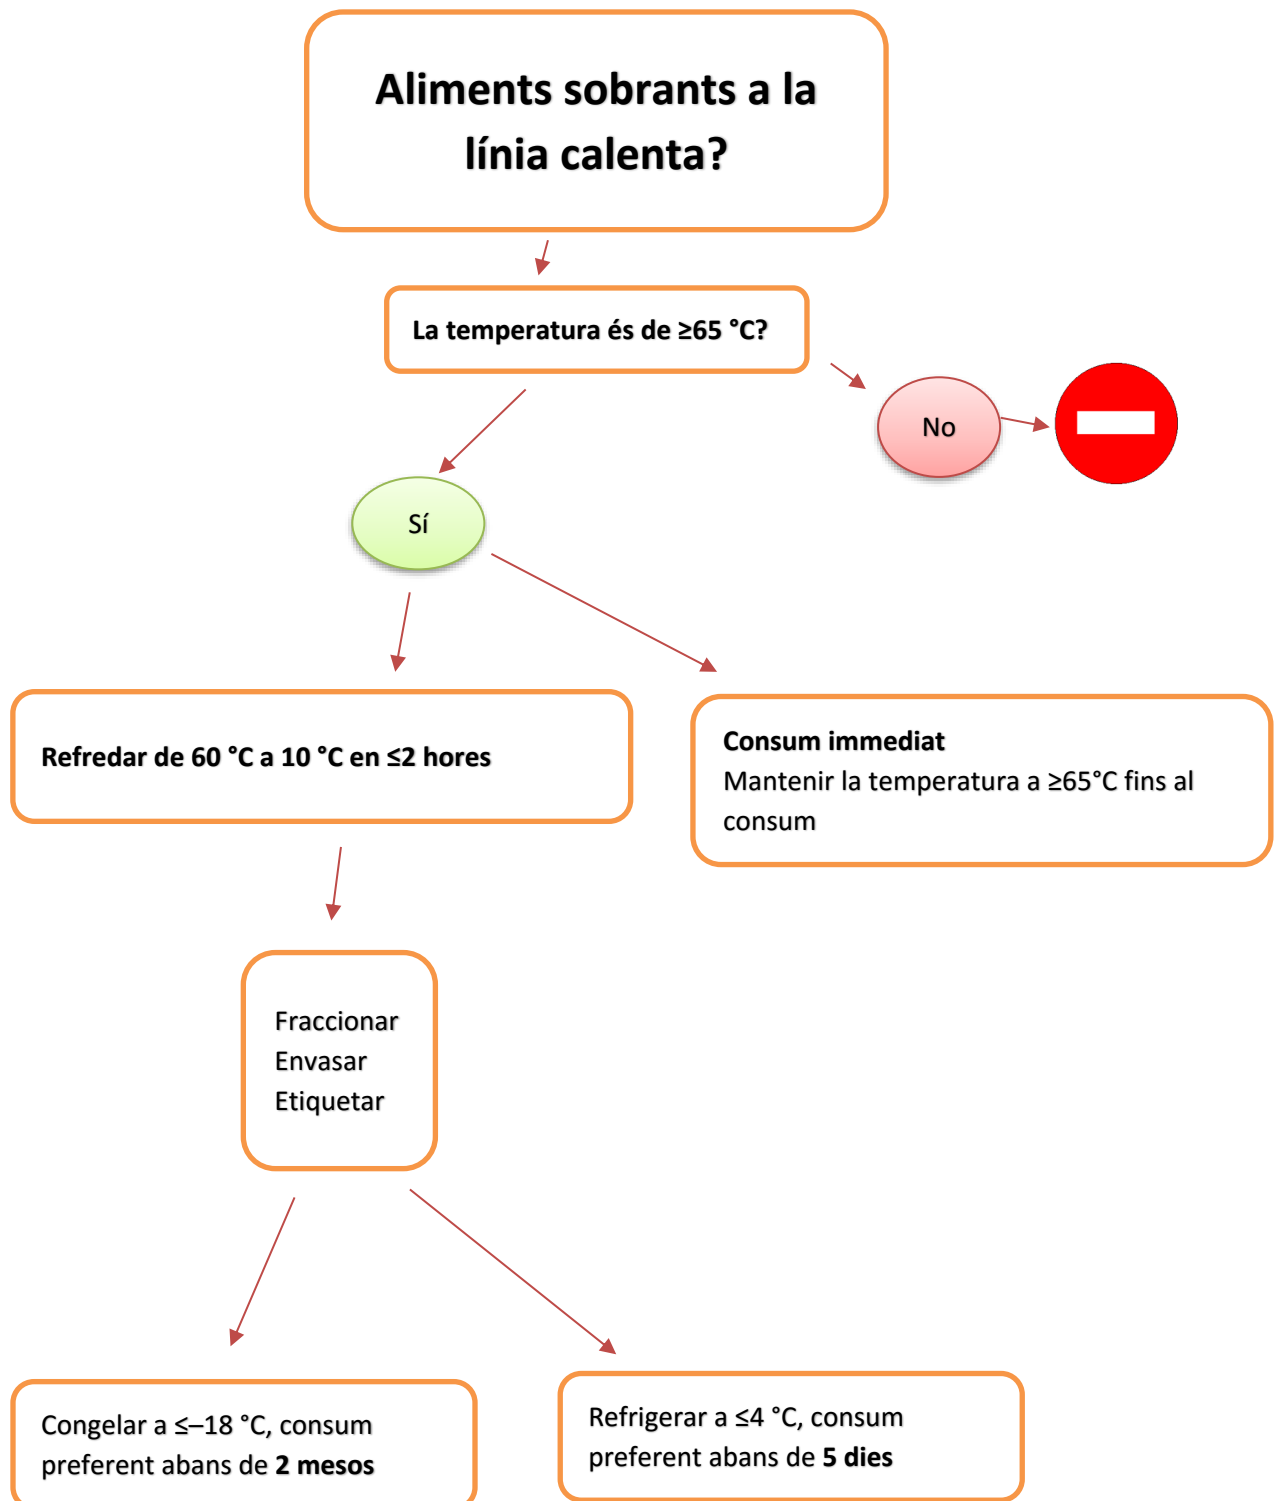 Aliments sobrants a la
línia calenta?
La temperatura és de ≥65 °C?
No
Sí
Refredar de 60 °C a 10 °C en ≤2 hores
Consum immediat
Mantenir la temperatura a ≥65°C fins al
consum
Fraccionar
Envasar
Etiquetar
Congelar a ≤–18 °C, consum
preferent abans de 2 mesos
Refrigerar a ≤4 °C, consum
preferent abans de 5 dies